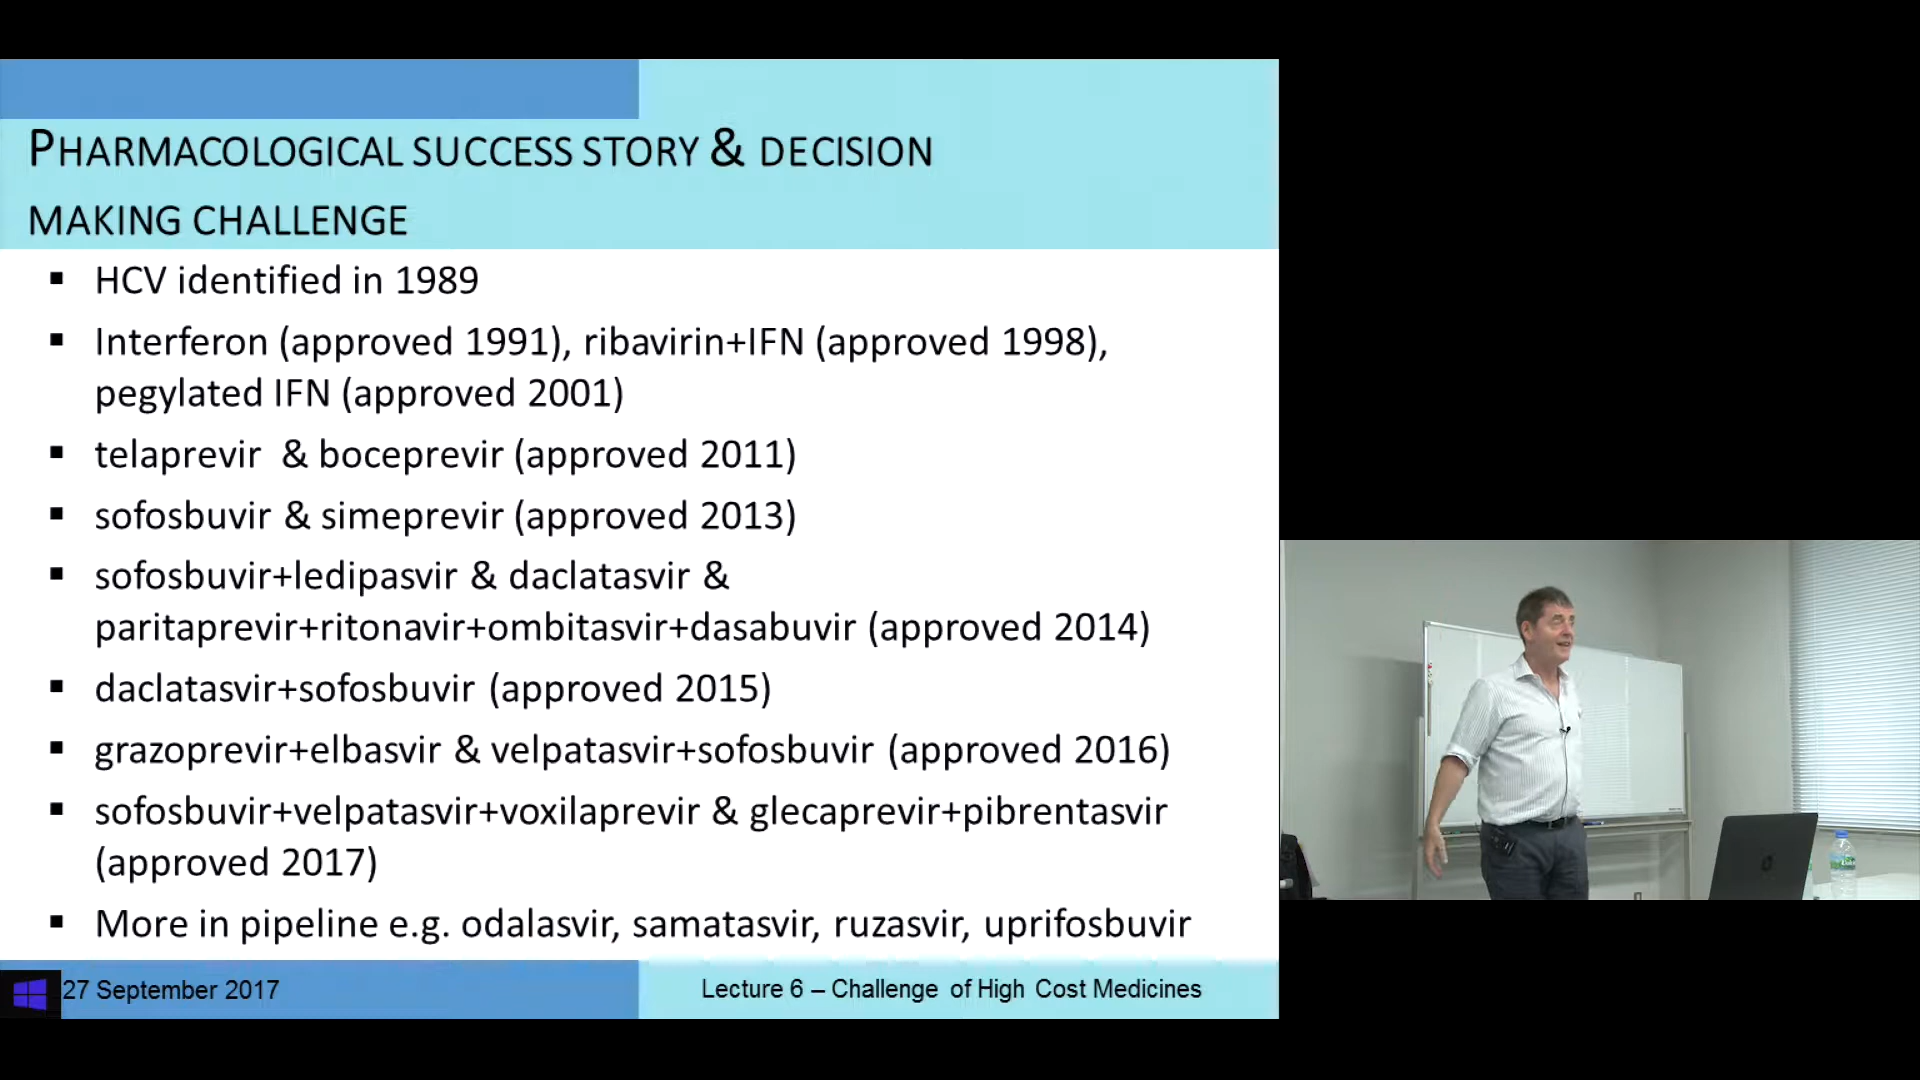 PHARMACOLOGICAL SUCCESS STORY & DECISION
MAKING CHALLENGE
▪ HCV identified in 1989
▪ Interferon (approved 1991), ribavirin+IFN (approved 1998),
pegylated IFN (approved 2001)
▪ telaprevir & boceprevir (approved 2011)
▪ sofosbuvir & simeprevir (approved 2013)
▪ sofosbuvir+ledipasvir & daclatasvir &
paritaprevir+ritonavir+ombitasvir+dasabuvir (approved 2014)
▪ daclatasvir+sofosbuvir (approved 2015)
▪ grazoprevir+elbasvir & velpatasvir+sofosbuvir (approved 2016)
▪ sofosbuvir+velpatasvir+voxilaprevir & glecaprevir+pibrentasvir
(approved 2017)
▪ More in pipeline e.g. odalasvir, samatasvir, ruzasvir, uprifosbuvir
27 September 2017
Lecture 6 – Challenge of High Cost Medicines